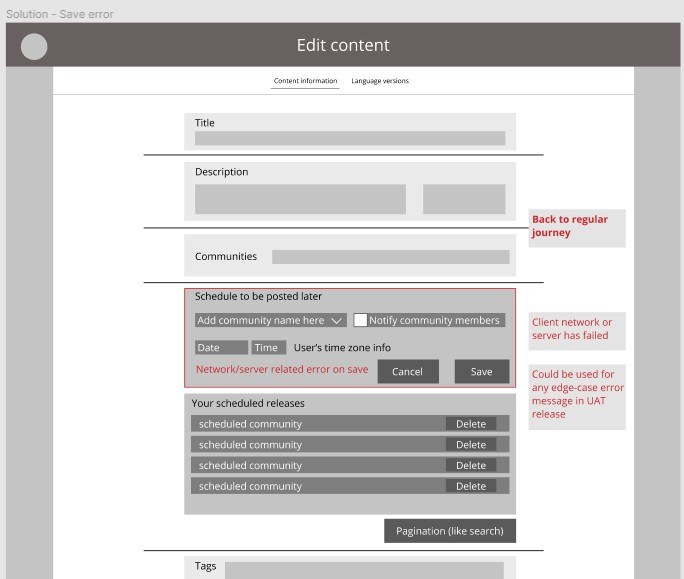 Solution - Save error
Edit content
Content information Language versions
Title
Description
Back to regular
journey
Communities
Schedule to be posted later
Add community name here Notify community members
Client network or
server has failed
Date Time User's time zone info
Network/server related error on save Cancel Save
Could be used for
any edge-case error
message in UAT
release
Your scheduled releases
scheduled community Delete
scheduled community Delete
scheduled community Delete
scheduled community Delete
Pagination (like search)
Tags